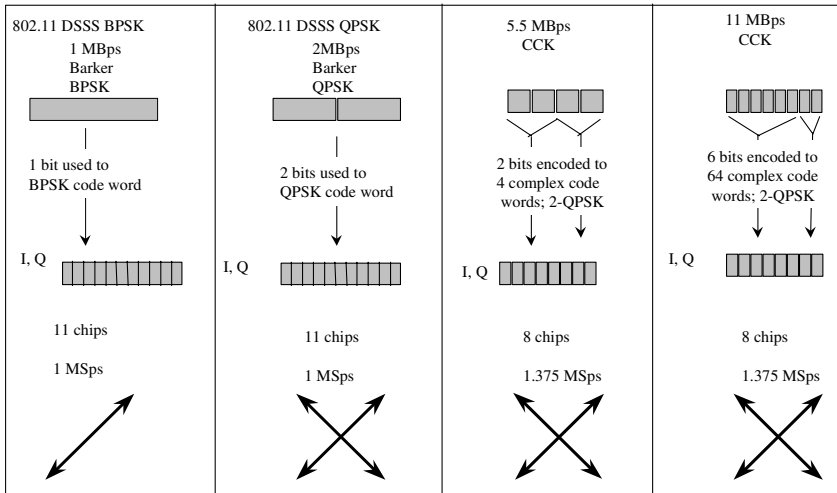 802.11 DSSS BPSK
1 MBps
Barker
BPSK
1 bit used to
BPSK code word
I, Q
11 chips
1 MSps
802.11 DSSS QPSK
2MBps
Barker
QPSK
2 bits used to
QPSK code word
I, Q
11 chips
1 MSps
5.5 MBps
CCK
2 bits encoded to
4 complex code
words; 2-QPSK
I, Q
8 chips
1.375 MSps
11 MBps
CCK
6 bits encoded to
64 complex code
words; 2-QPSK
I, Q
8 chips
1.375 MSps